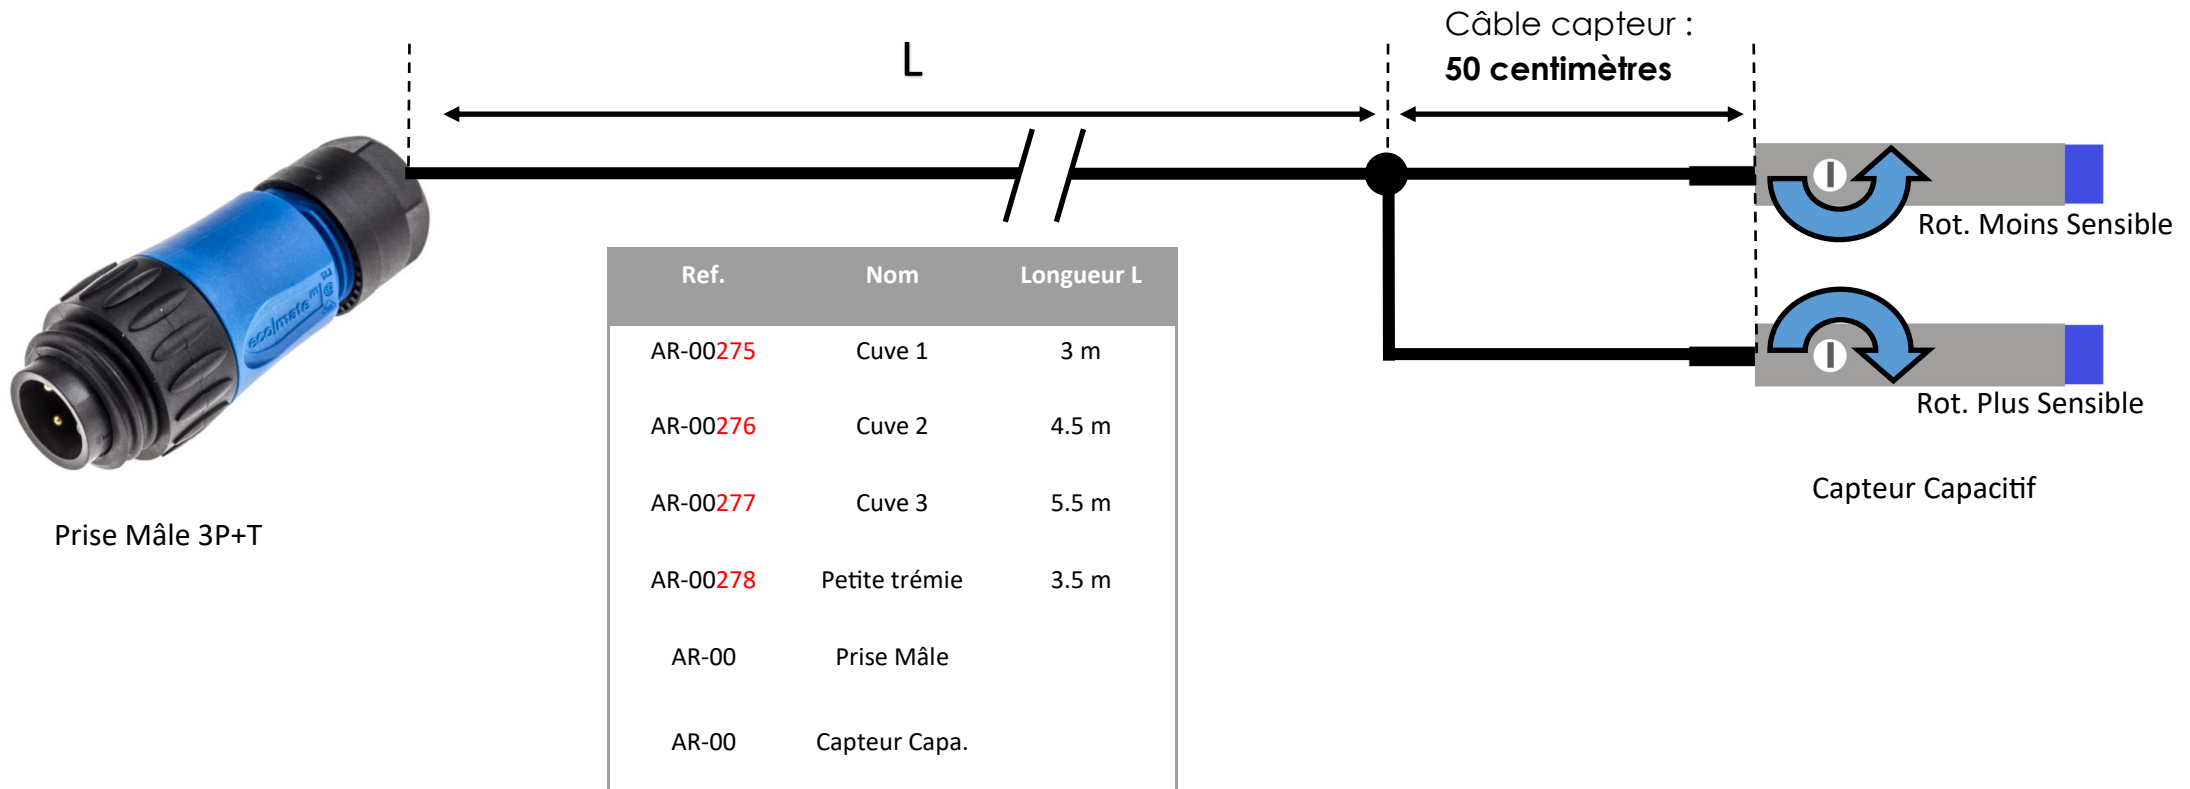 Câble capteur :
50 centimètres
L
Rot. Moins Sensible
Ref. Nom Longueur L
AR-00275 Cuve 1 3 m
AR-00276 Cuve 2 4.5 m
AR-00277 Cuve 3 5.5 m
AR-00278 Petite trémie 3.5 m
AR-00 Prise Mâle
AR-00 Capteur Capa.
Rot. Plus Sensible
Capteur Capacitif
Prise Mâle 3P+T
eco|mate